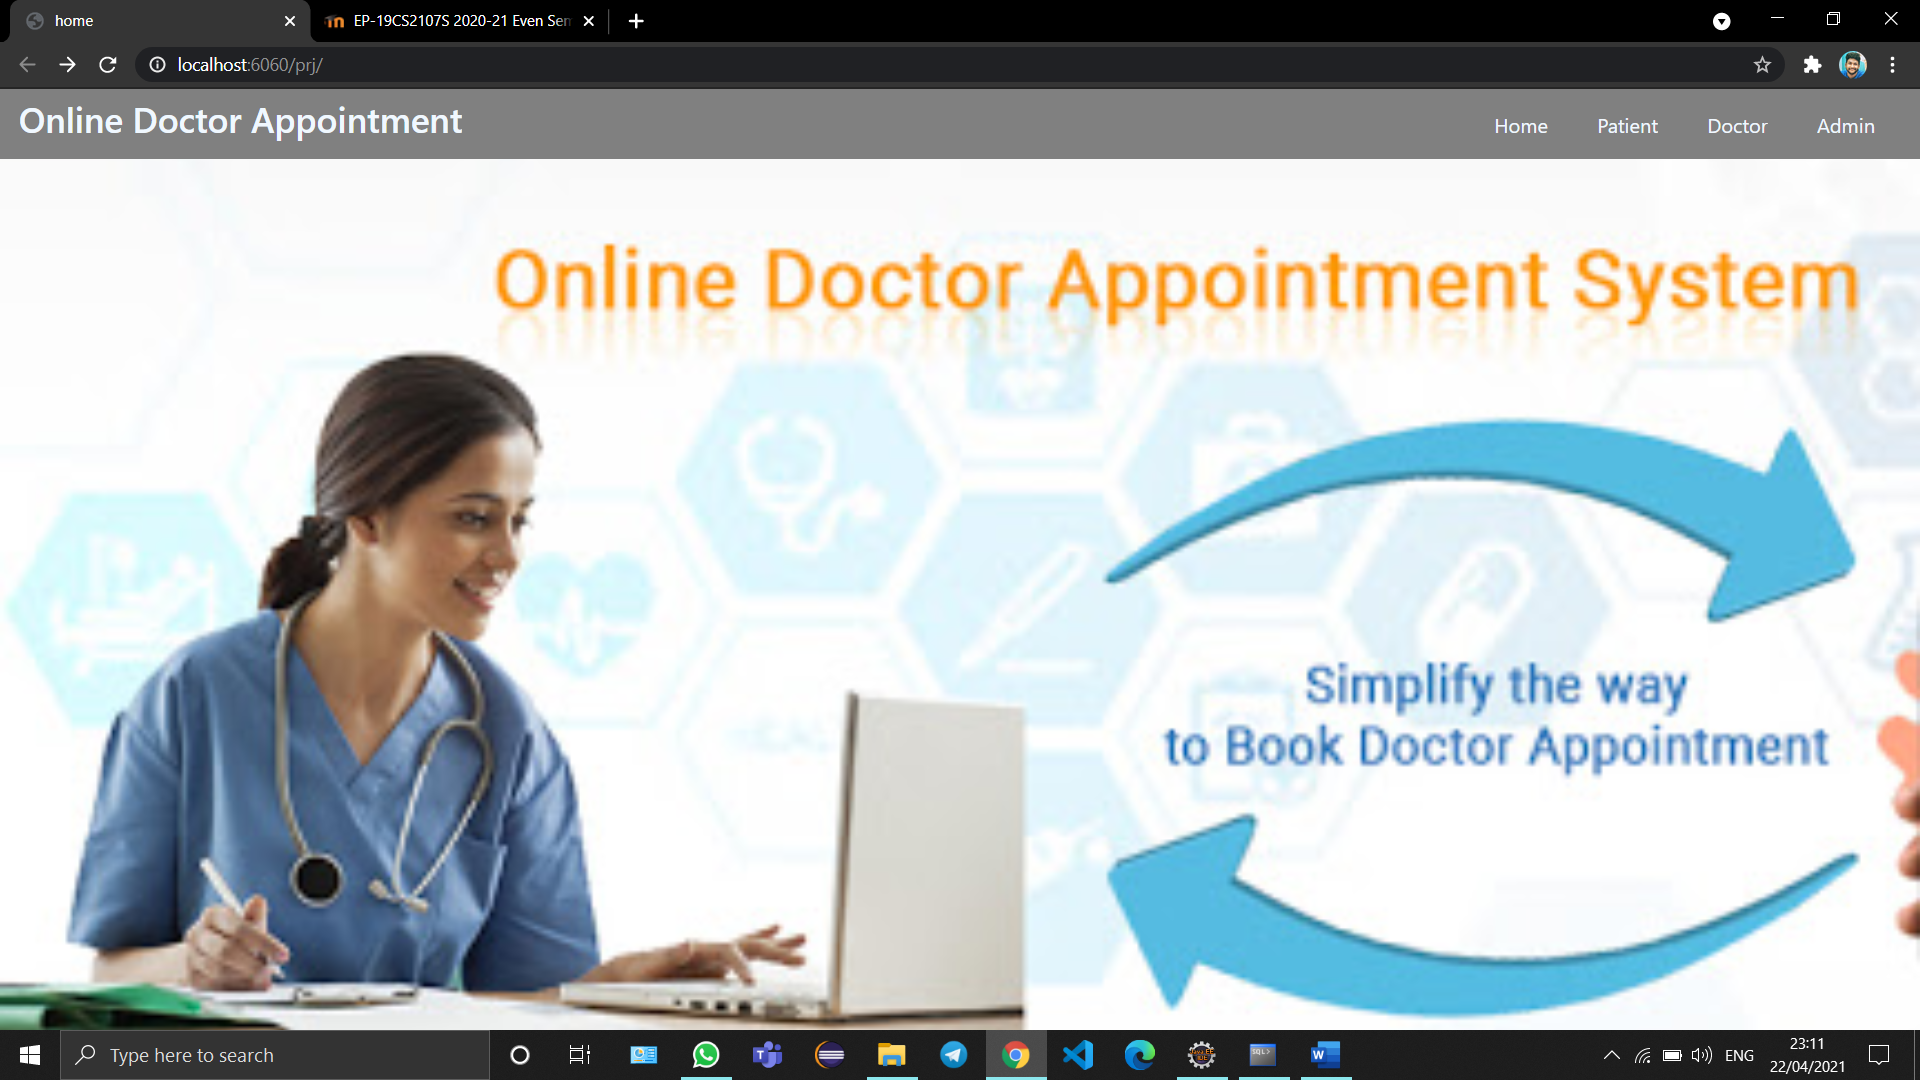 home
EP-19CS2107S 2020-21 Even Sem
localhost:6060/prj/
Online Doctor Appointment
Home Patient Doctor Admin
Online Doctor Appointment System
Simplify the way
to Book Doctor Appointment
Type here to search
ENG
23:11
22/04/2021